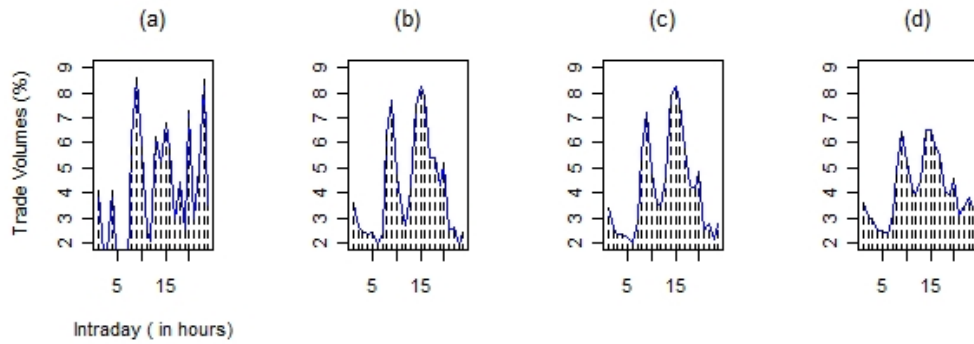 (a) (b) (c) (d)
Trade Volumes (%)
9 9 9 9
8 8 8 8
7 7 7 7
6 6 6 6
5 5 5 5
4 4 4 4
3 3 3 3
2 2 2 2
5 15 5 15 5 15 5 15
Intraday ( in hours)